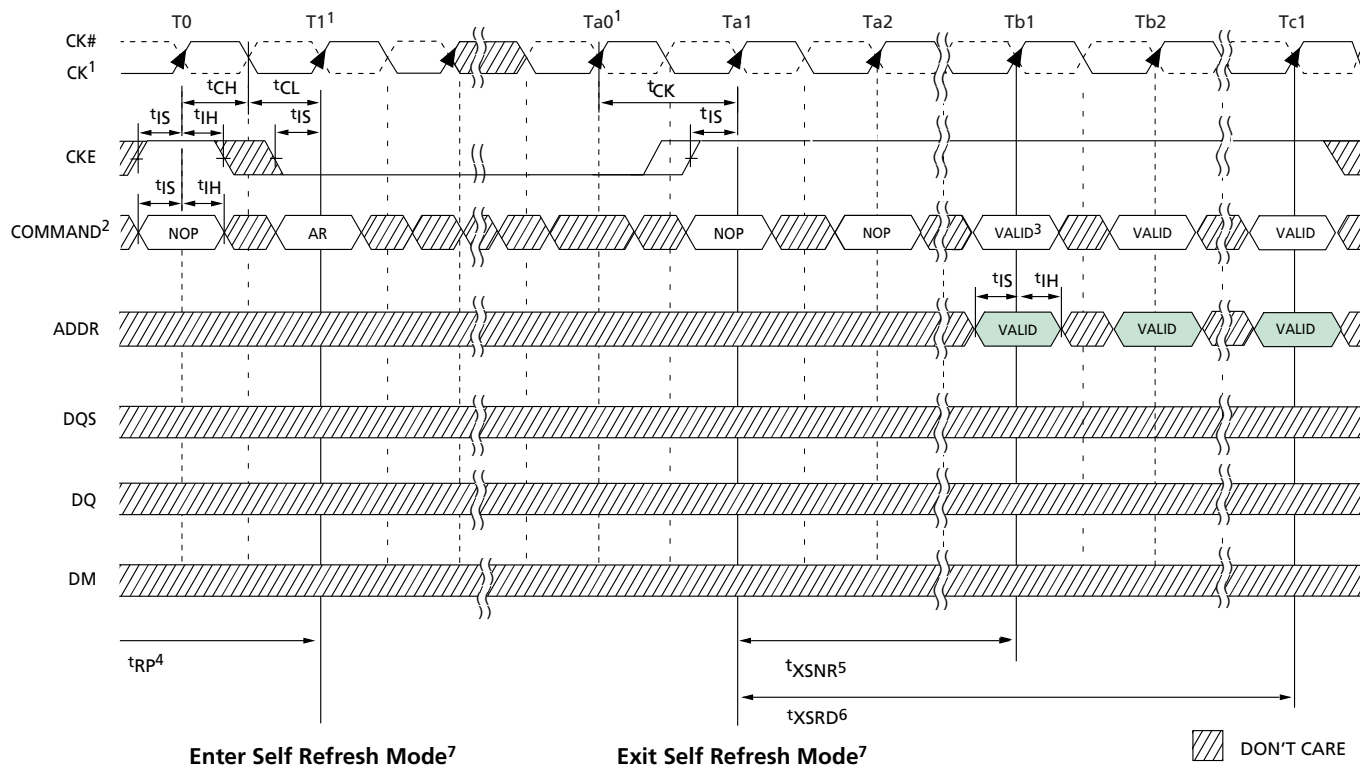 T0 T1¹ Ta0¹ Ta1 Ta2 Tb1 Tb2 Tc1
CK#
CK¹
tCH tCL tCK
tIS tIH tIS tIS
CKE
tIS tIH
COMMAND² NOP AR NOP NOP VALID³ VALID VALID
tIS tIH
ADDR VALID VALID VALID
DQS
DQ
DM
tRP⁴ tXSNR⁵
tXSRD⁶
Enter Self Refresh Mode⁷ Exit Self Refresh Mode⁷ DON'T CARE